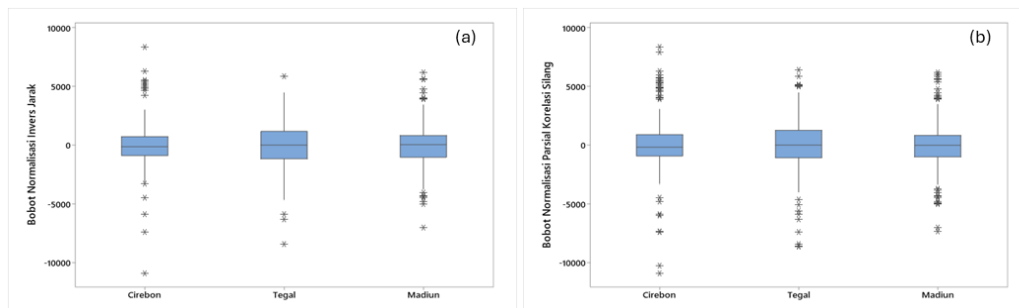 (a)
Bobot Normalisasi Invers Jarak
10000
5000
0
-5000
-10000
Cirebon Tegal Madiun
(b)
Bobot Normalisasi Parsial Korelasi Silang
10000
5000
0
-5000
-10000
Cirebon Tegal Madiun